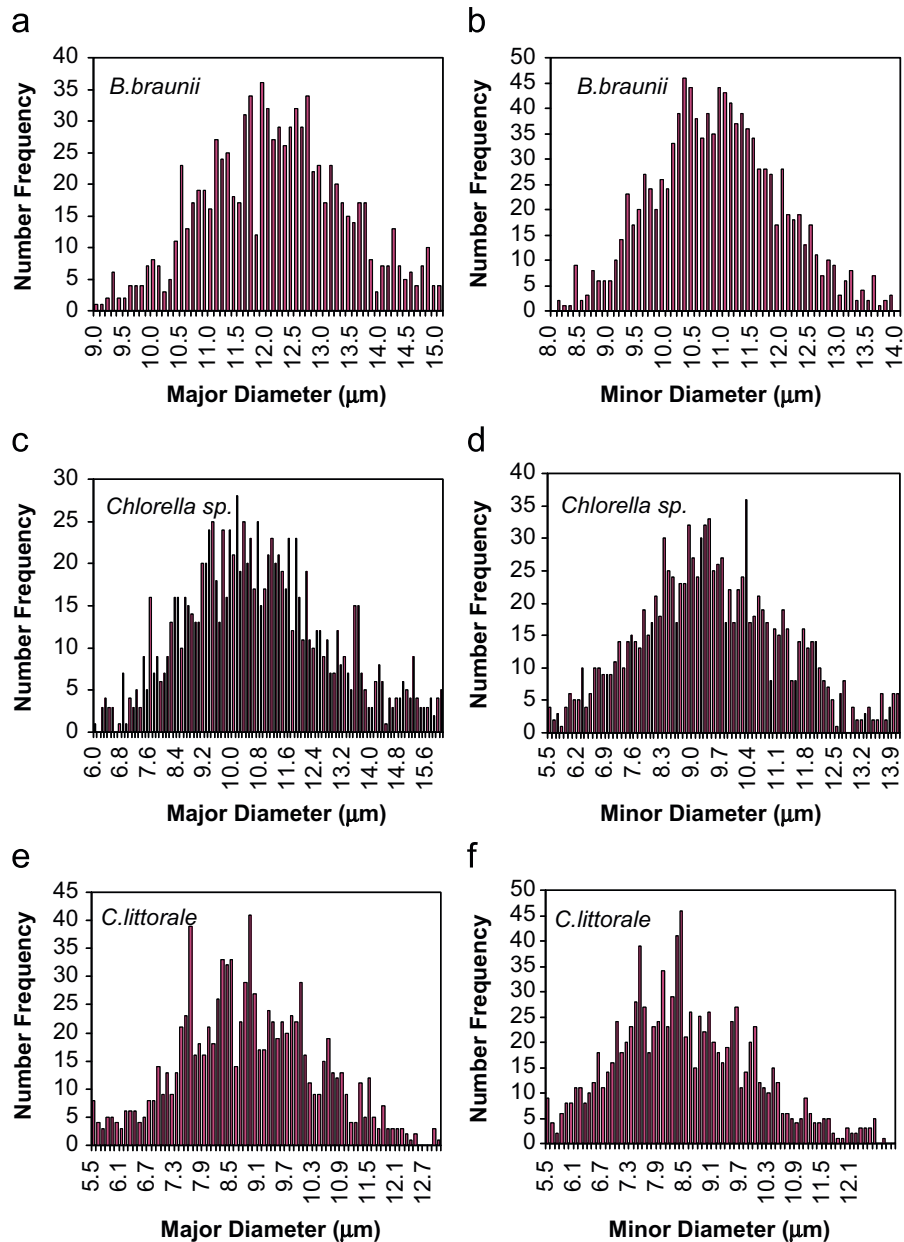 a
Number Frequency
40
35
30
25
20
15
10
5
0
B.braunii
9.0 9.5 10.0 10.5 11.0 11.5 12.0 12.5 13.0 13.5 14.0 14.5 15.0
Major Diameter (μm)
b
Number Frequency
50
45
40
35
30
25
20
15
10
5
0
B.braunii
8.0 8.5 9.0 9.5 10.0 10.5 11.0 11.5 12.0 12.5 13.0 13.5 14.0
Minor Diameter (μm)
c
Number Frequency
30
25
20
15
10
5
0
Chlorella sp.
6.0 6.8 7.6 8.4 9.2 10.0 10.8 11.6 12.4 13.2 14.0 14.8 15.6
Major Diameter (μm)
d
Number Frequency
40
35
30
25
20
15
10
5
0
Chlorella sp.
5.5 6.2 6.9 7.6 8.3 9.0 9.7 10.4 11.1 11.8 12.5 13.2 13.9
Minor Diameter (μm)
e
Number Frequency
45
40
35
30
25
20
15
10
5
0
C.littorale
5.5 6.1 6.7 7.3 7.9 8.5 9.1 9.7 10.3 10.9 11.5 12.1 12.7
Major Diameter (μm)
f
Number Frequency
50
45
40
35
30
25
20
15
10
5
0
C.littorale
5.5 6.1 6.7 7.3 7.9 8.5 9.1 9.7 10.3 10.9 11.5 12.1
Minor Diameter (μm)